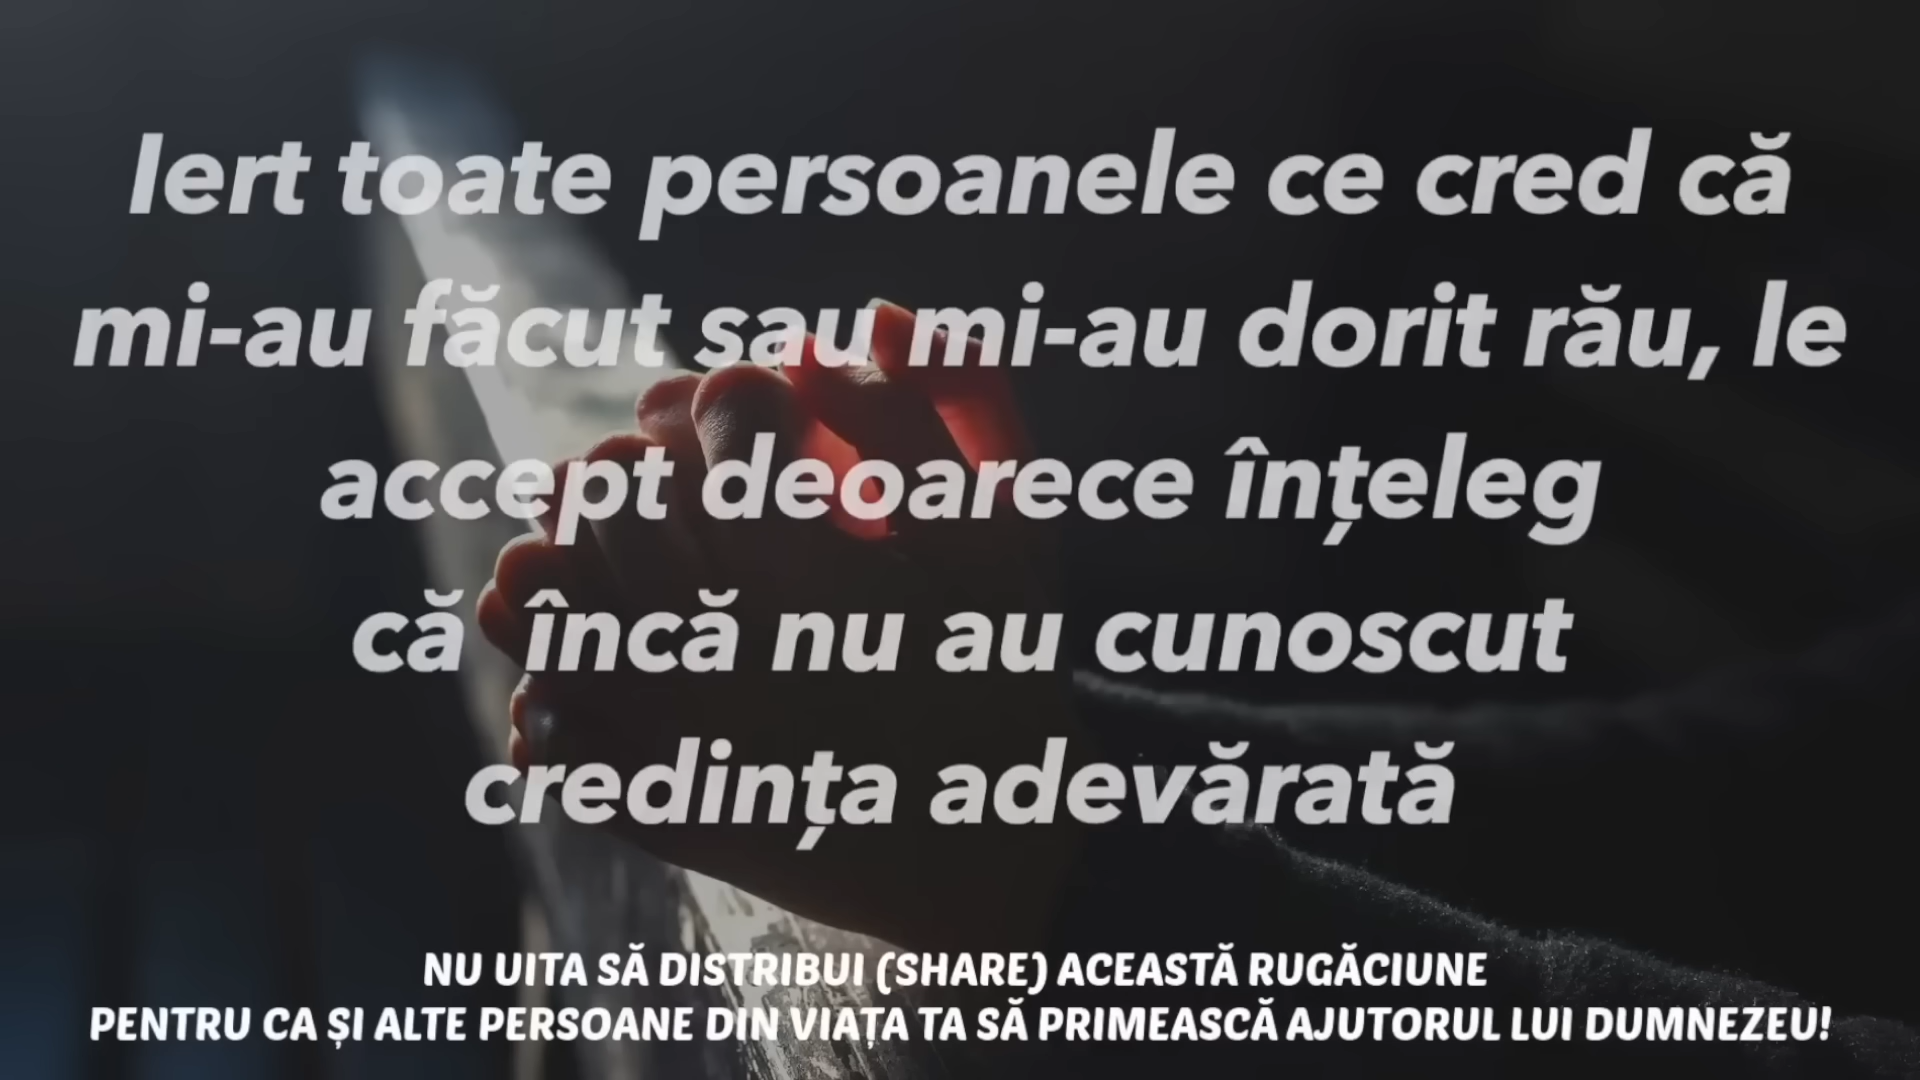 Iert toate persoanele ce cred că
mi-au făcut sau mi-au dorit rău, le
accept deoarece înțeleg
că încă nu au cunoscut
credința adevărată
NU UITA SĂ DISTRIBUI (SHARE) ACEASTĂ RUGĂCIUNE
PENTRU CA ȘI ALTE PERSOANE DIN VIAȚA TA SĂ PRIMEASCĂ AJUTORUL LUI DUMNEZEU!